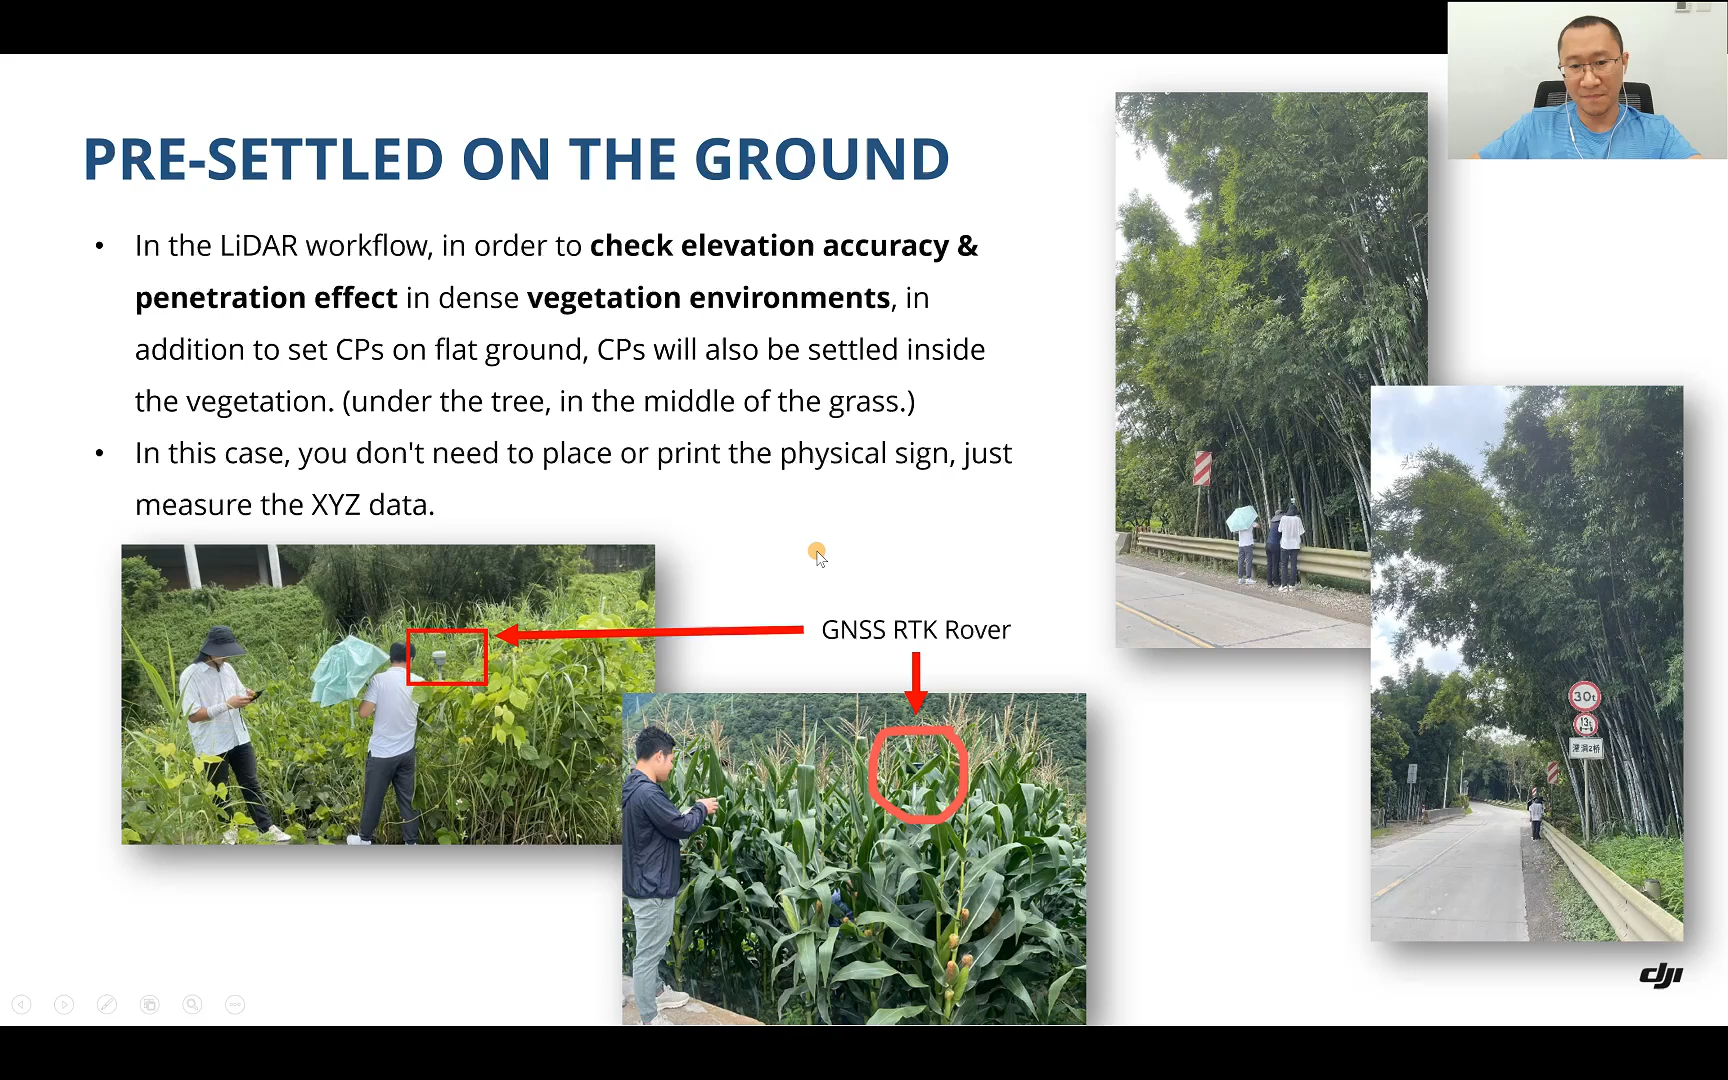 PRE-SETTLED ON THE GROUND
• In the LiDAR workflow, in order to check elevation accuracy &
penetration effect in dense vegetation environments, in
addition to set CPs on flat ground, CPs will also be settled inside
the vegetation. (under the tree, in the middle of the grass.)
• In this case, you don't need to place or print the physical sign, just
measure the XYZ data.
GNSS RTK Rover
30t
13t
2桥
dji